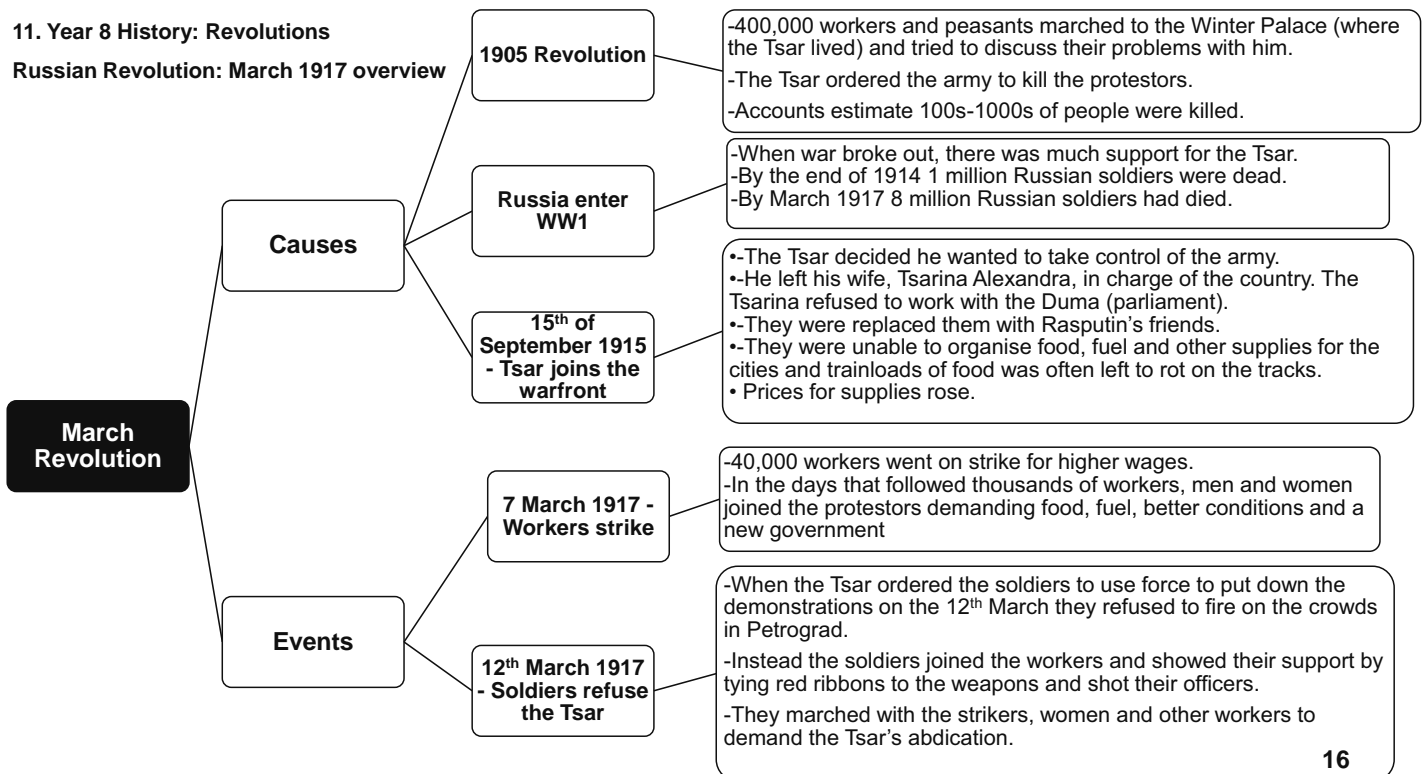 11. Year 8 History: Revolutions
Russian Revolution: March 1917 overview
March
Revolution
Causes
1905 Revolution
-400,000 workers and peasants marched to the Winter Palace (where
the Tsar lived) and tried to discuss their problems with him.
-The Tsar ordered the army to kill the protestors.
-Accounts estimate 100s-1000s of people were killed.
Russia enter
WW1
-When war broke out, there was much support for the Tsar.
-By the end of 1914 1 million Russian soldiers were dead.
-By March 1917 8 million Russian soldiers had died.
15th of
September 1915
- Tsar joins the
warfront
•-The Tsar decided he wanted to take control of the army.
•-He left his wife, Tsarina Alexandra, in charge of the country. The
Tsarina refused to work with the Duma (parliament).
•-They were replaced them with Rasputin’s friends.
•-They were unable to organise food, fuel and other supplies for the
cities and trainloads of food was often left to rot on the tracks.
• Prices for supplies rose.
Events
7 March 1917 -
Workers strike
-40,000 workers went on strike for higher wages.
-In the days that followed thousands of workers, men and women
joined the protestors demanding food, fuel, better conditions and a
new government
12th March 1917
- Soldiers refuse
the Tsar
-When the Tsar ordered the soldiers to use force to put down the
demonstrations on the 12th March they refused to fire on the crowds
in Petrograd.
-Instead the soldiers joined the workers and showed their support by
tying red ribbons to the weapons and shot their officers.
-They marched with the strikers, women and other workers to
demand the Tsar’s abdication.
16